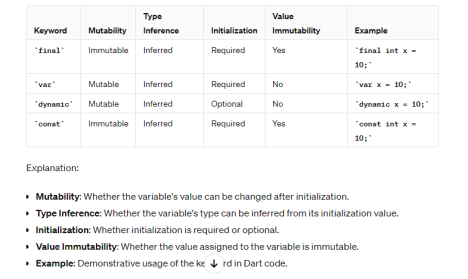 Keyword Mutability Type Inference Initialization Value Immutability Example
`final` Immutable Inferred Required Yes `final int x = 10;`
`var` Mutable Inferred Required No `var x = 10;`
`dynamic` Mutable Inferred Optional No `dynamic x = 10;`
`const` Immutable Inferred Required Yes `const int x = 10;`
Explanation:
• Mutability: Whether the variable's value can be changed after initialization.
• Type Inference: Whether the variable's type can be inferred from its initialization value.
• Initialization: Whether initialization is required or optional.
• Value Immutability: Whether the value assigned to the variable is immutable.
• Example: Demonstrative usage of the ke rd in Dart code.